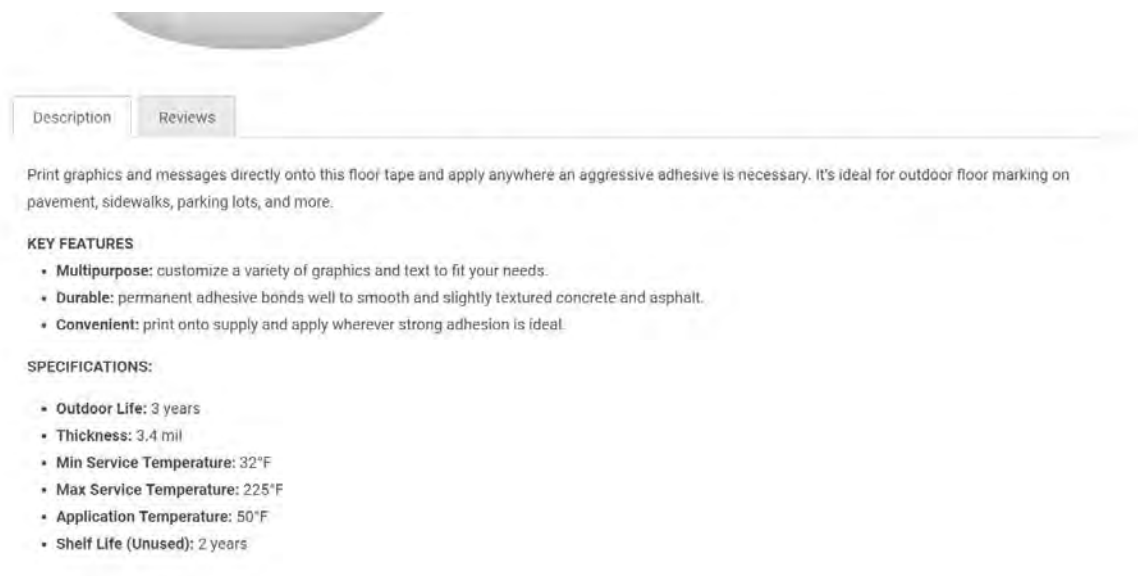 Description
Reviews
Print graphics and messages directly onto this floor tape and apply anywhere an aggressive adhesive is necessary. It's ideal for outdoor floor marking on
pavement, sidewalks, parking lots, and more.
KEY FEATURES
• Multipurpose: customize a variety of graphics and text to fit your needs.
• Durable: permanent adhesive bonds well to smooth and slightly textured concrete and asphalt.
• Convenient: print onto supply and apply wherever strong adhesion is ideal.
SPECIFICATIONS:
• Outdoor Life: 3 years
• Thickness: 3.4 mil
• Min Service Temperature: 32°F
• Max Service Temperature: 225°F
• Application Temperature: 50°F
• Shelf Life (Unused): 2 years